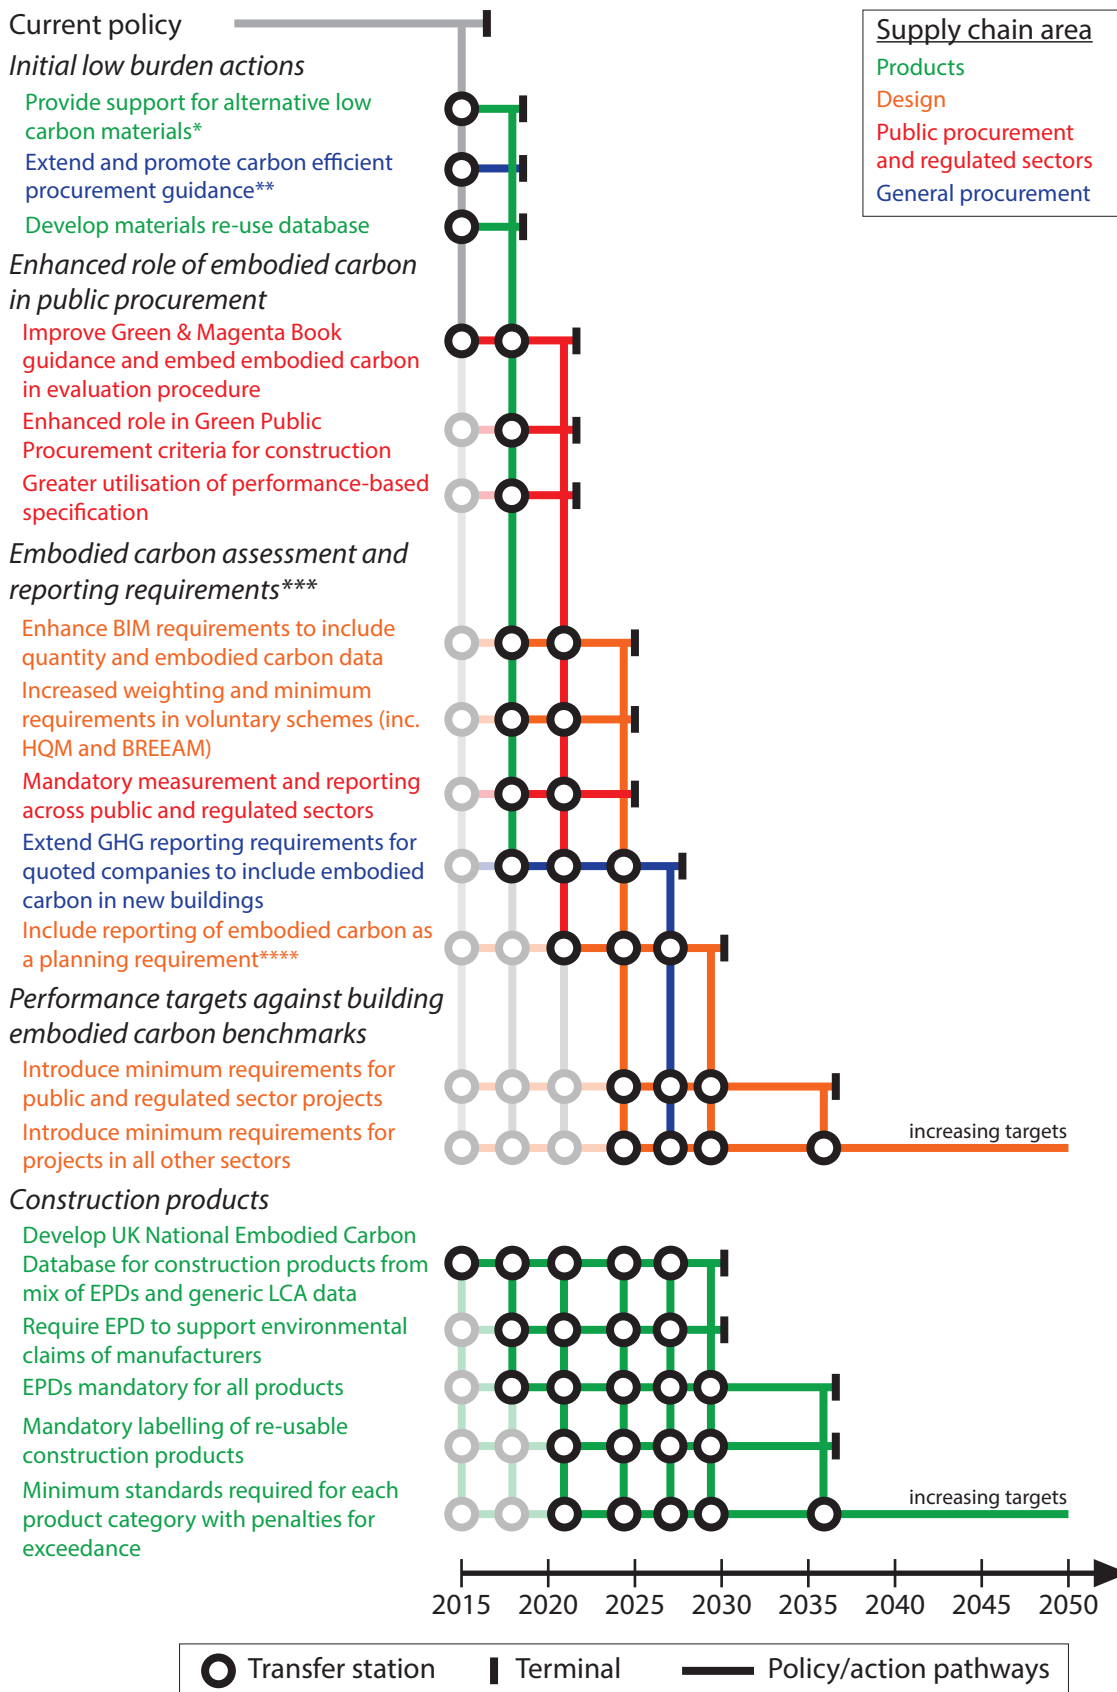 Current policy
Initial low burden actions
Provide support for alternative low
carbon materials*
Extend and promote carbon efficient
procurement guidance**
Develop materials re-use database
Enhanced role of embodied carbon
in public procurement
Improve Green & Magenta Book
guidance and embed embodied carbon
in evaluation procedure
Enhanced role in Green Public
Procurement criteria for construction
Greater utilisation of performance-based
specification
Embodied carbon assessment and
reporting requirements***
Enhance BIM requirements to include
quantity and embodied carbon data
Increased weighting and minimum
requirements in voluntary schemes (inc.
HQM and BREEAM)
Mandatory measurement and reporting
across public and regulated sectors
Extend GHG reporting requirements for
quoted companies to include embodied
carbon in new buildings
Include reporting of embodied carbon as
a planning requirement****
Performance targets against building
embodied carbon benchmarks
Introduce minimum requirements for
public and regulated sector projects
Introduce minimum requirements for
projects in all other sectors
increasing targets
Construction products
Develop UK National Embodied Carbon
Database for construction products from
mix of EPDs and generic LCA data
Require EPD to support environmental
claims of manufacturers
EPDs mandatory for all products
Mandatory labelling of re-usable
construction products
Minimum standards required for each
product category with penalties for
exceedance
increasing targets
Supply chain area
Products
Design
Public procurement
and regulated sectors
General procurement
2015 2020 2025 2030 2035 2040 2045 2050
Transfer station Terminal Policy/action pathways